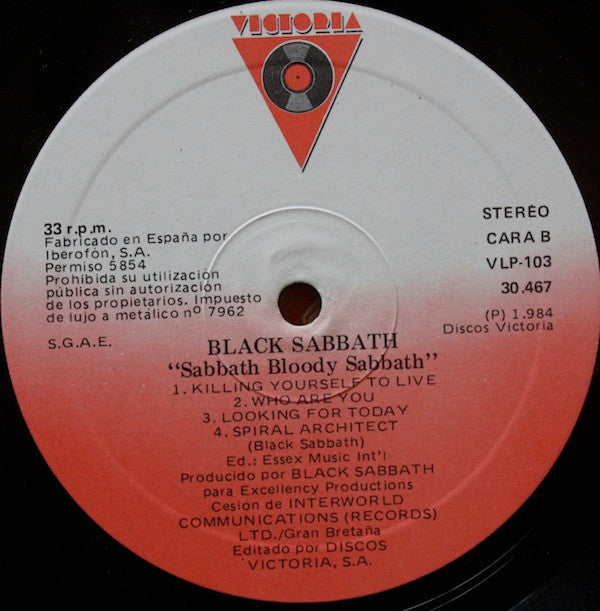 VICTORIA
33 r.p.m.
Fabricado en España por
Iberofón, S.A.
Permiso 5854
Prohibida su utilización
pública sin autorización
de los propietarios. Impuesto
de lujo a metálico nº 7962
S.G.A.E.
STEREO
CARA B
VLP-103
30.467
(P) 1.984
Discos Victoria
BLACK SABBATH
"Sabbath Bloody Sabbath"
1. KILLING YOURSELF TO LIVE
2. WHO ARE YOU
3. LOOKING FOR TODAY
4. SPIRAL ARCHITECT
(Black Sabbath)
Ed.: Essex Music Int'l
Producido por BLACK SABBATH
para Excellency Productions
Cesión de INTERWORLD
COMMUNICATIONS (RECORDS)
LTD./Gran Bretaña
Editado por DISCOS
VICTORIA, S.A.